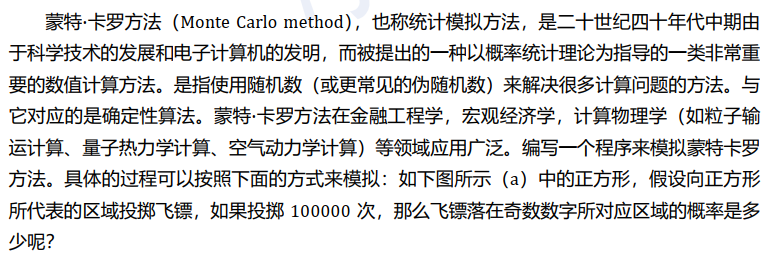 蒙特·卡罗方法（Monte Carlo method），也称统计模拟方法，是二十世纪四十年代中期由
于科学技术的发展和电子计算机的发明，而被提出的一种以概率统计理论为指导的一类非常重
要的数值计算方法。是指使用随机数（或更常见的伪随机数）来解决很多计算问题的方法。与
它对应的是确定性算法。蒙特·卡罗方法在金融工程学，宏观经济学，计算物理学（如粒子输
运计算、量子热力学计算、空气动力学计算）等领域应用广泛。编写一个程序来模拟蒙特卡罗
方法。具体的过程可以按照下面的方式来模拟：如下图所示（a）中的正方形，假设向正方形
所代表的区域投掷飞镖，如果投掷 100000 次，那么飞镖落在奇数数字所对应区域的概率是多
少呢？